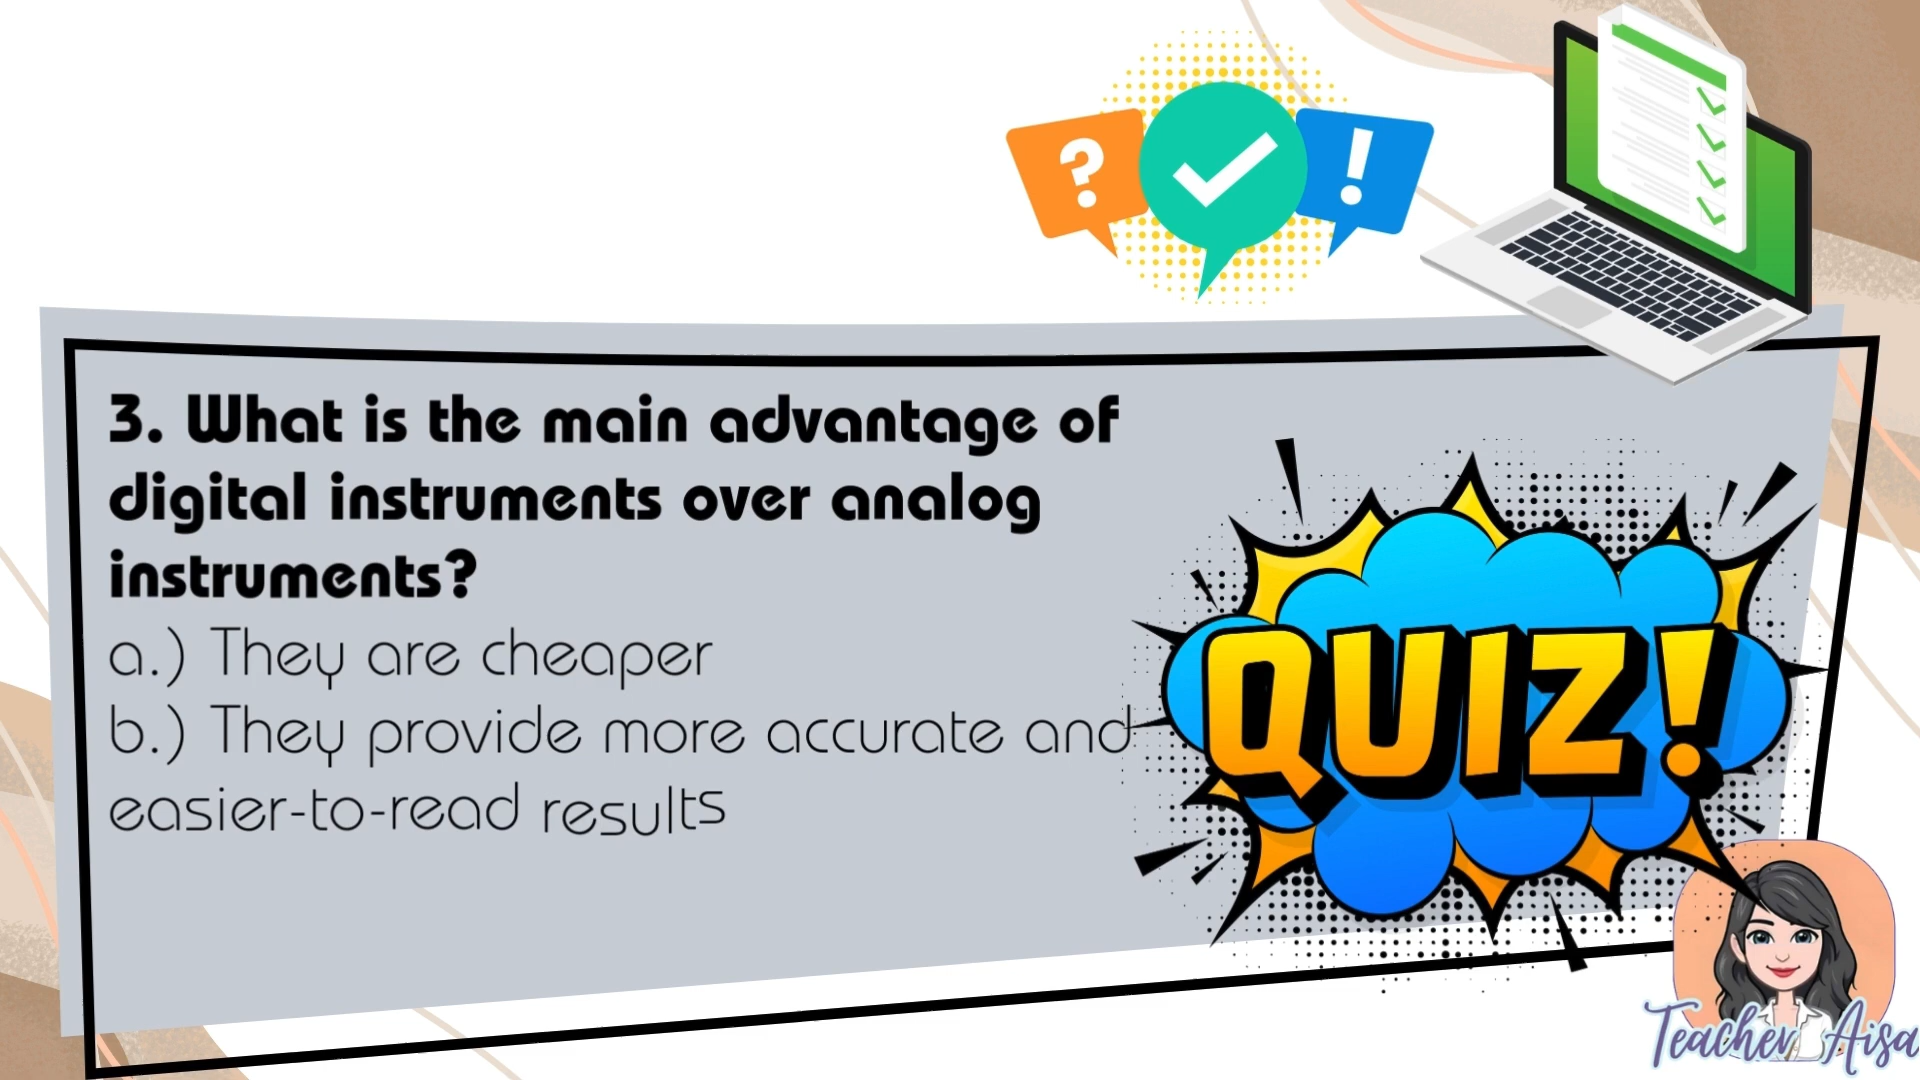 3. What is the main advantage of
digital instruments over analog
instruments?
a.) They are cheaper
b.) They provide more accurate and
easier-to-read results
QUIZ!
Teacher Aisa